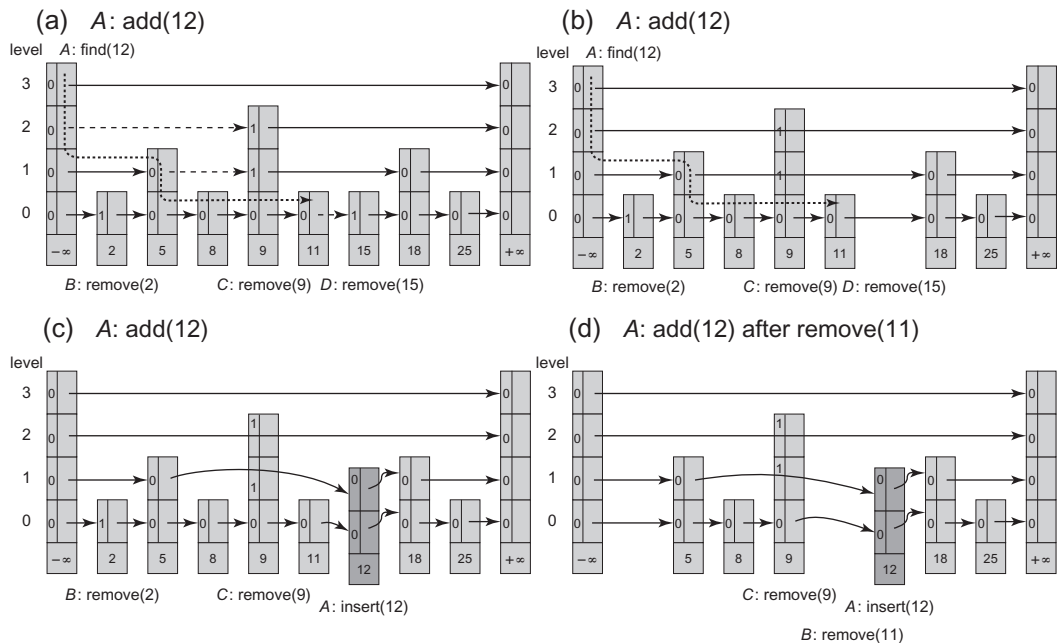 (a) A: add(12)
level A: find(12)
3 0 0
2 0 1 0
1 0 0 1 0 0
0 0 1 0 0 0 0 1 0 0 0
−∞ 2 5 8 9 11 15 18 25 +∞
B: remove(2) C: remove(9) D: remove(15)
(b) A: add(12)
level A: find(12)
3 0 0
2 0 1 0
1 0 0 1 0 0
0 0 1 0 0 0 0 0 0 0
−∞ 2 5 8 9 11 18 25 +∞
B: remove(2) C: remove(9) D: remove(15)
(c) A: add(12)
level
3 0 0
2 0 1 0
1 0 0 1 0 0 0
0 0 1 0 0 0 0 0 0 0 0
−∞ 2 5 8 9 11 12 18 25 +∞
B: remove(2) C: remove(9)
A: insert(12)
(d) A: add(12) after remove(11)
level
3 0 0
2 0 1 0
1 0 0 1 0 0 0
0 0 0 0 0 0 0 0 0
−∞ 5 8 9 12 18 25 +∞
C: remove(9)
A: insert(12)
B: remove(11)